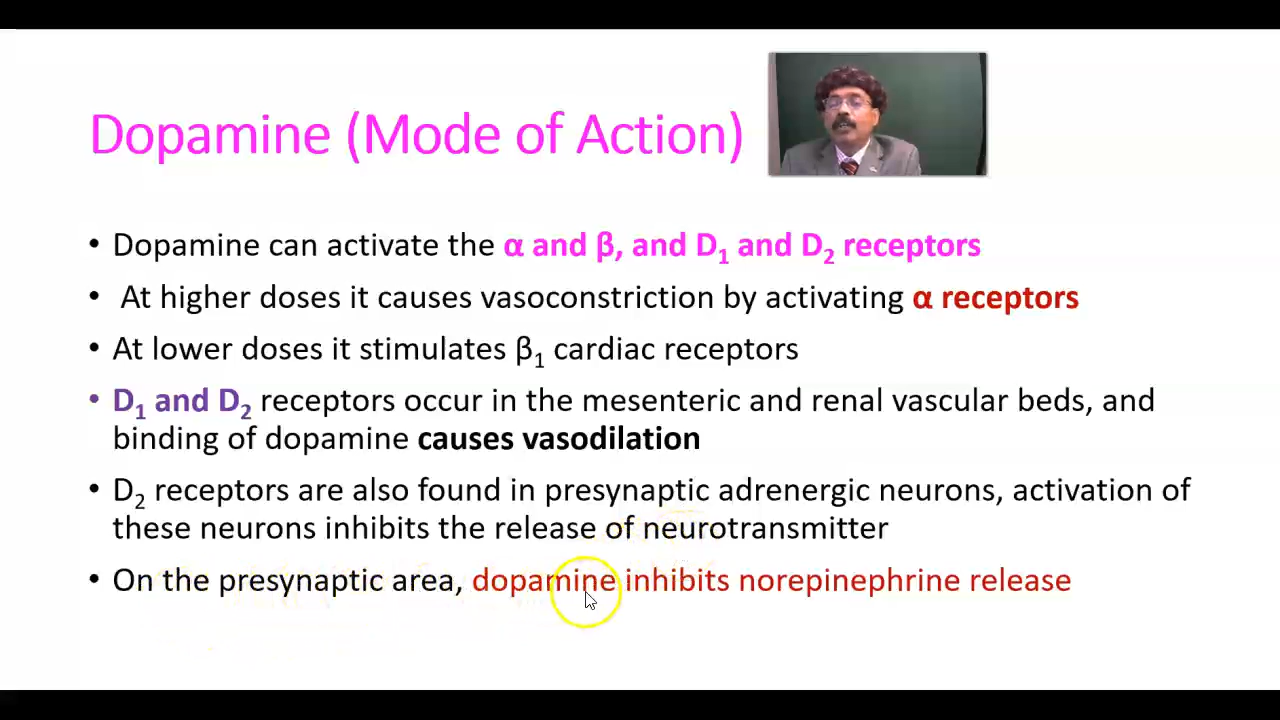 Dopamine (Mode of Action)
• Dopamine can activate the α and β, and D₁ and D₂ receptors
• At higher doses it causes vasoconstriction by activating α receptors
• At lower doses it stimulates β₁ cardiac receptors
• D₁ and D₂ receptors occur in the mesenteric and renal vascular beds, and
binding of dopamine causes vasodilation
• D₂ receptors are also found in presynaptic adrenergic neurons, activation of
these neurons inhibits the release of neurotransmitter
• On the presynaptic area, dopamine inhibits norepinephrine release